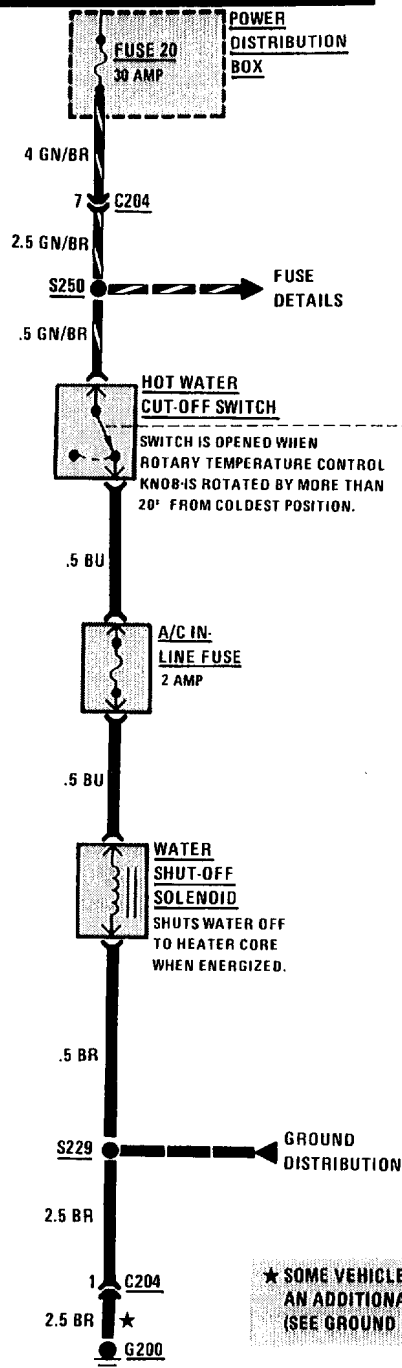 POWER
DISTRIBUTION
BOX
FUSE 20
30 AMP
4 GN/BR
7 C204
2.5 GN/BR
S250
FUSE
DETAILS
.5 GN/BR
HOT WATER
CUT-OFF SWITCH
SWITCH IS OPENED WHEN
ROTARY TEMPERATURE CONTROL
KNOB IS ROTATED BY MORE THAN
20° FROM COLDEST POSITION.
.5 BU
A/C IN-
LINE FUSE
2 AMP
.5 BU
WATER
SHUT-OFF
SOLENOID
SHUTS WATER OFF
TO HEATER CORE
WHEN ENERGIZED.
.5 BR
S229
GROUND
DISTRIBUTION
2.5 BR
1 C204
2.5 BR ★
G200
★ SOME VEHICLE
AN ADDITIONA
(SEE GROUND